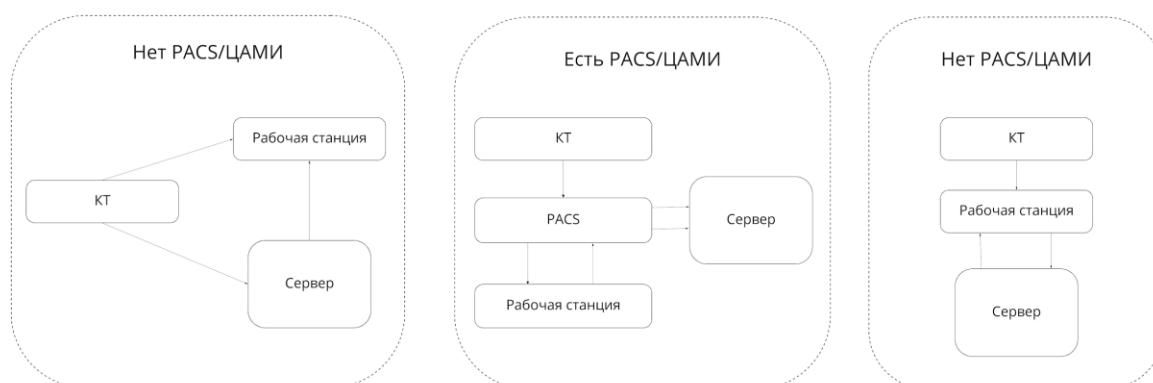 Нет PACS/ЦАМИ
Рабочая станция
КТ
Сервер
Есть PACS/ЦАМИ
КТ
PACS
Сервер
Рабочая станция
Нет PACS/ЦАМИ
КТ
Рабочая станция
Сервер